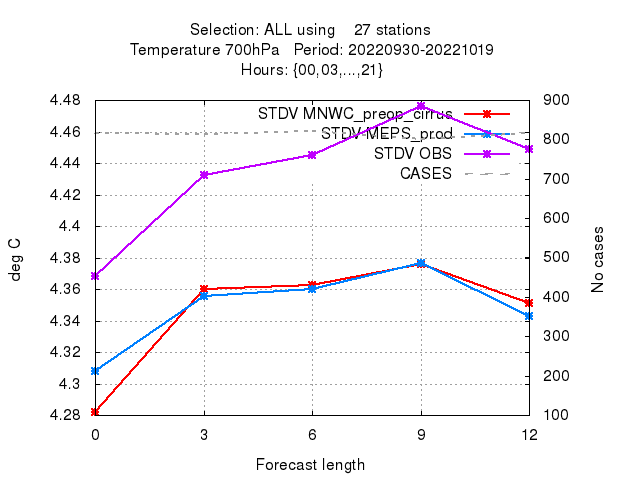 Selection: ALL using 27 stations
Temperature 700hPa Period: 20220930-20221019
Hours: {00,03,...,21}
4.48
4.46
4.44
4.42
4.4
4.38
4.36
4.34
4.32
4.3
4.28
deg C
STDV MNWC_preop_cirrus
STDV MEPS_prod
STDV OBS
CASES
900
800
700
600
500
400
300
200
100
No cases
0 3 6 9 12
Forecast length